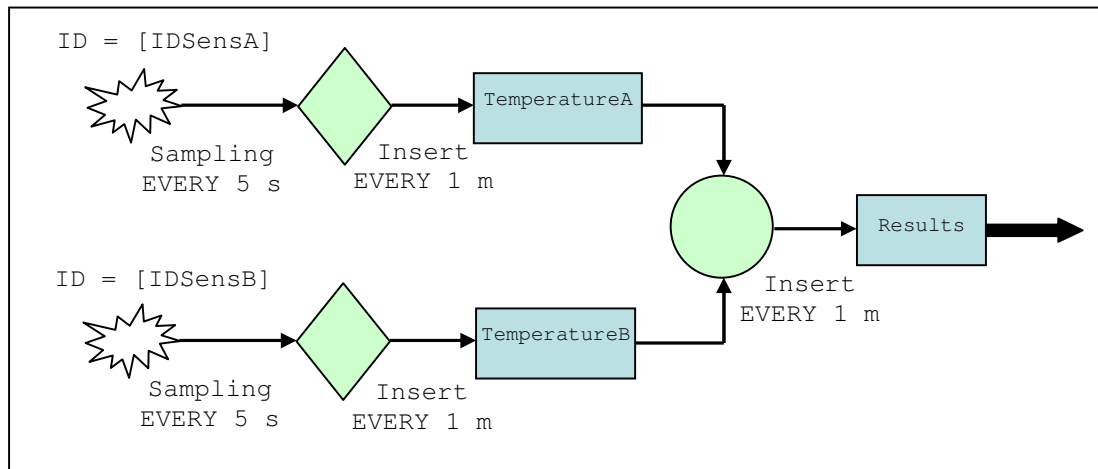 ID = [IDSensA]
TemperatureA
Sampling
EVERY 5 s
Insert
EVERY 1 m
Results
Insert
EVERY 1 m
ID = [IDSensB]
TemperatureB
Sampling
EVERY 5 s
Insert
EVERY 1 m